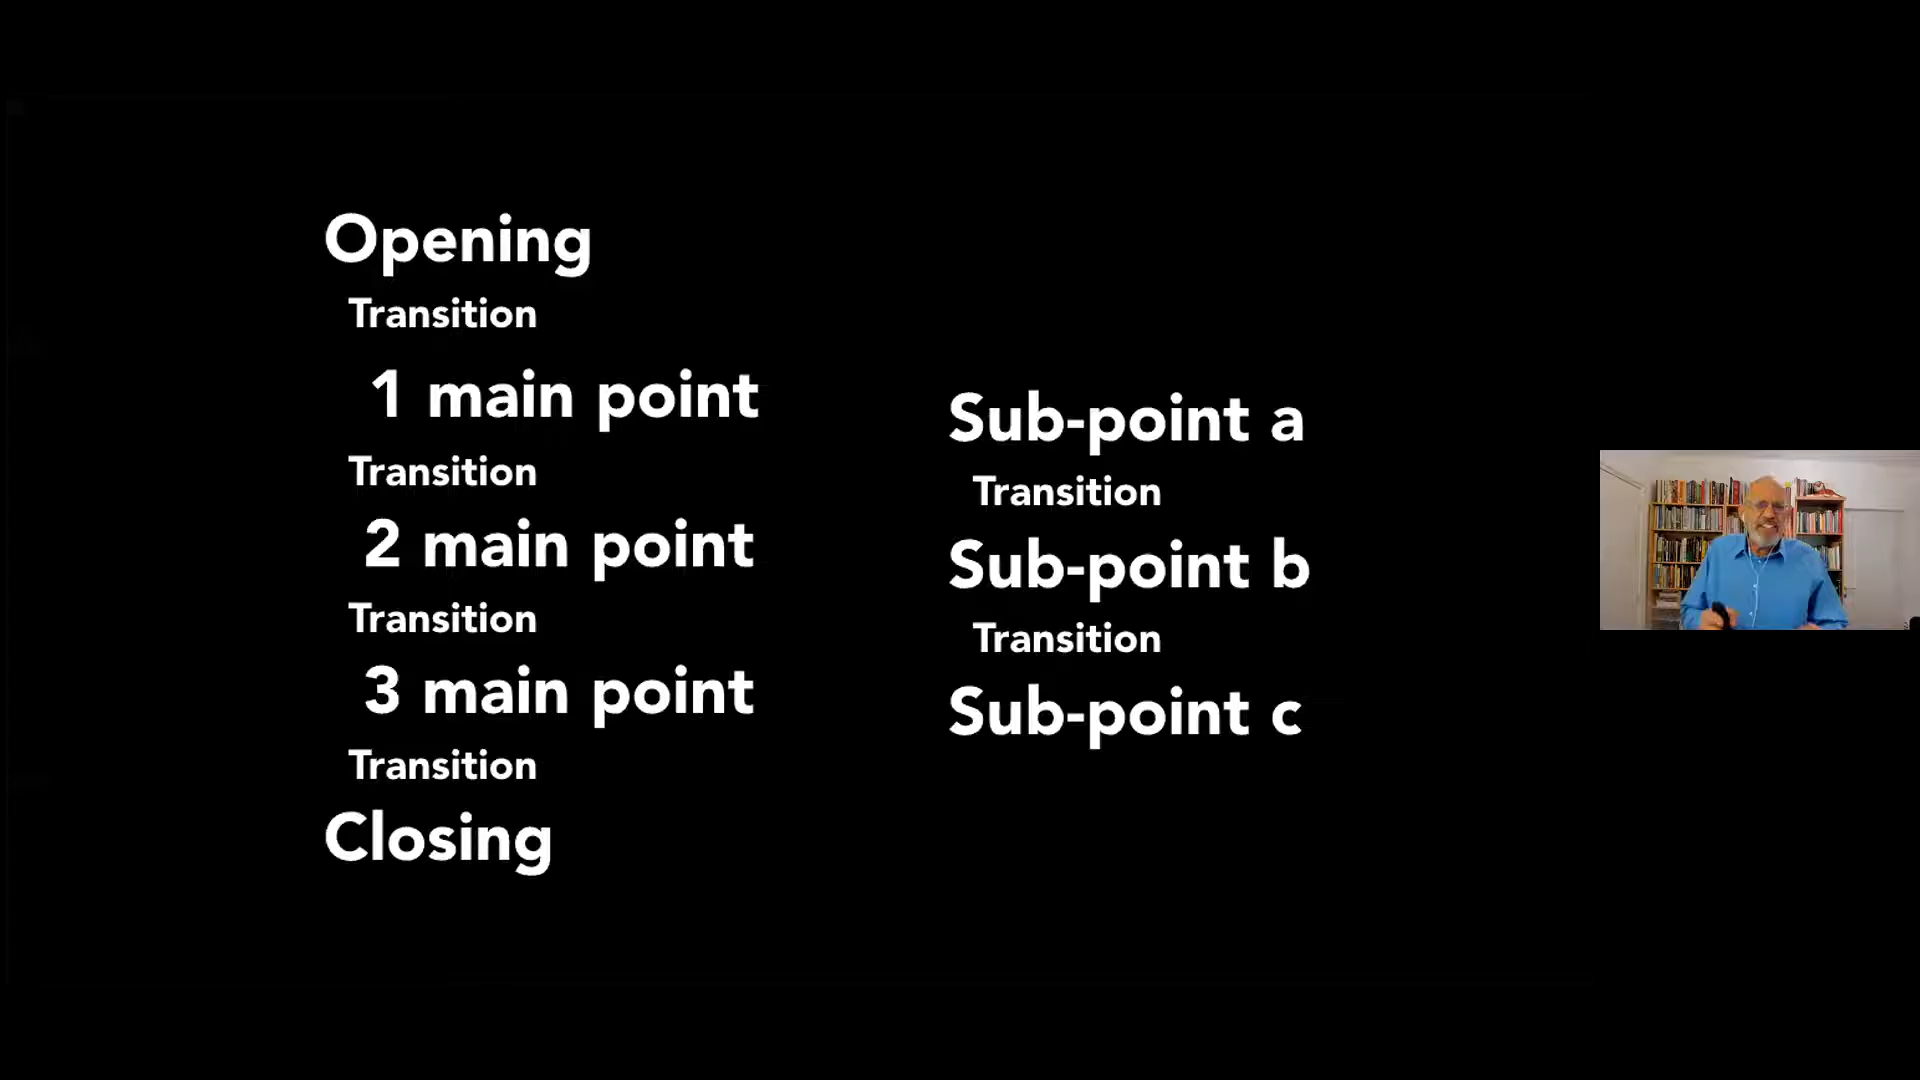 Opening
Transition
1 main point
Transition
2 main point
Transition
3 main point
Transition
Closing
Sub-point a
Transition
Sub-point b
Transition
Sub-point c